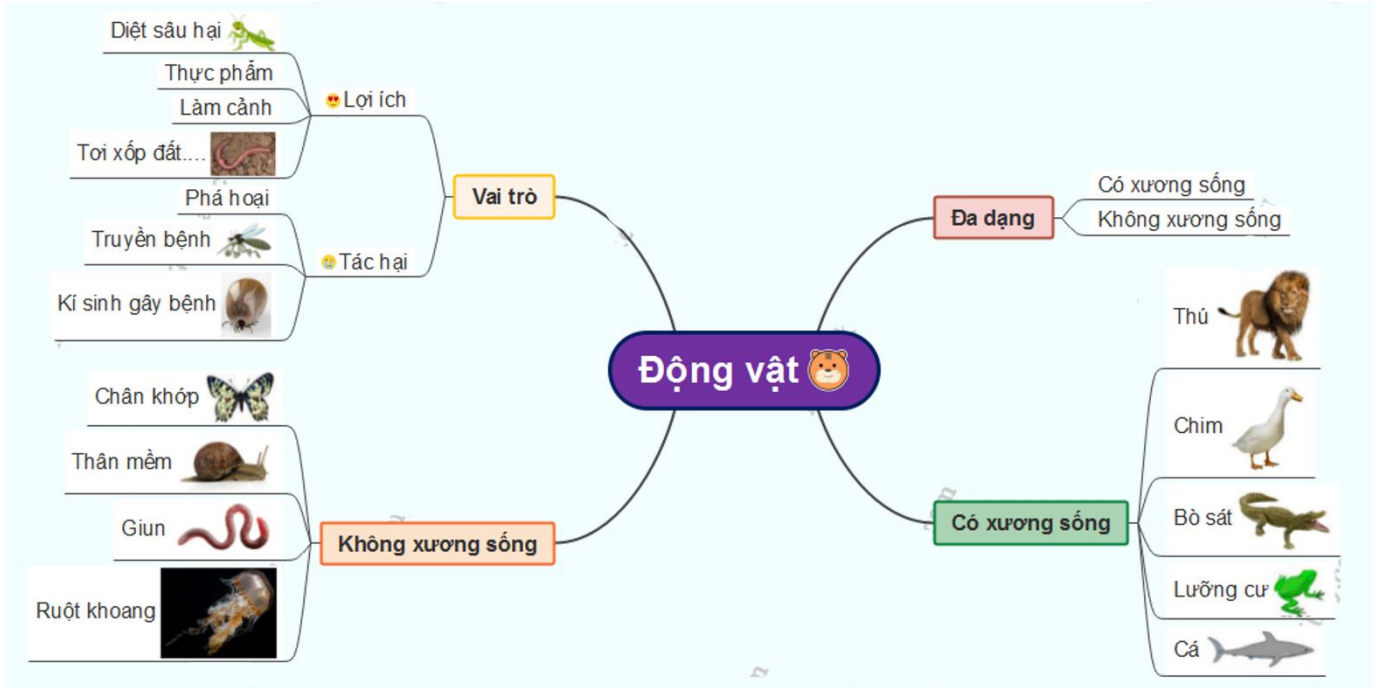 Động vật
Đa dạng
Có xương sống
Không xương sống
Có xương sống
Thú
Chim
Bò sát
Lưỡng cư
Cá
Không xương sống
Chân khớp
Thân mềm
Giun
Ruột khoang
Vai trò
Lợi ích
Diệt sâu hại
Thực phẩm
Làm cảnh
Tơi xốp đất....
Tác hại
Phá hoại
Truyền bệnh
Kí sinh gây bệnh